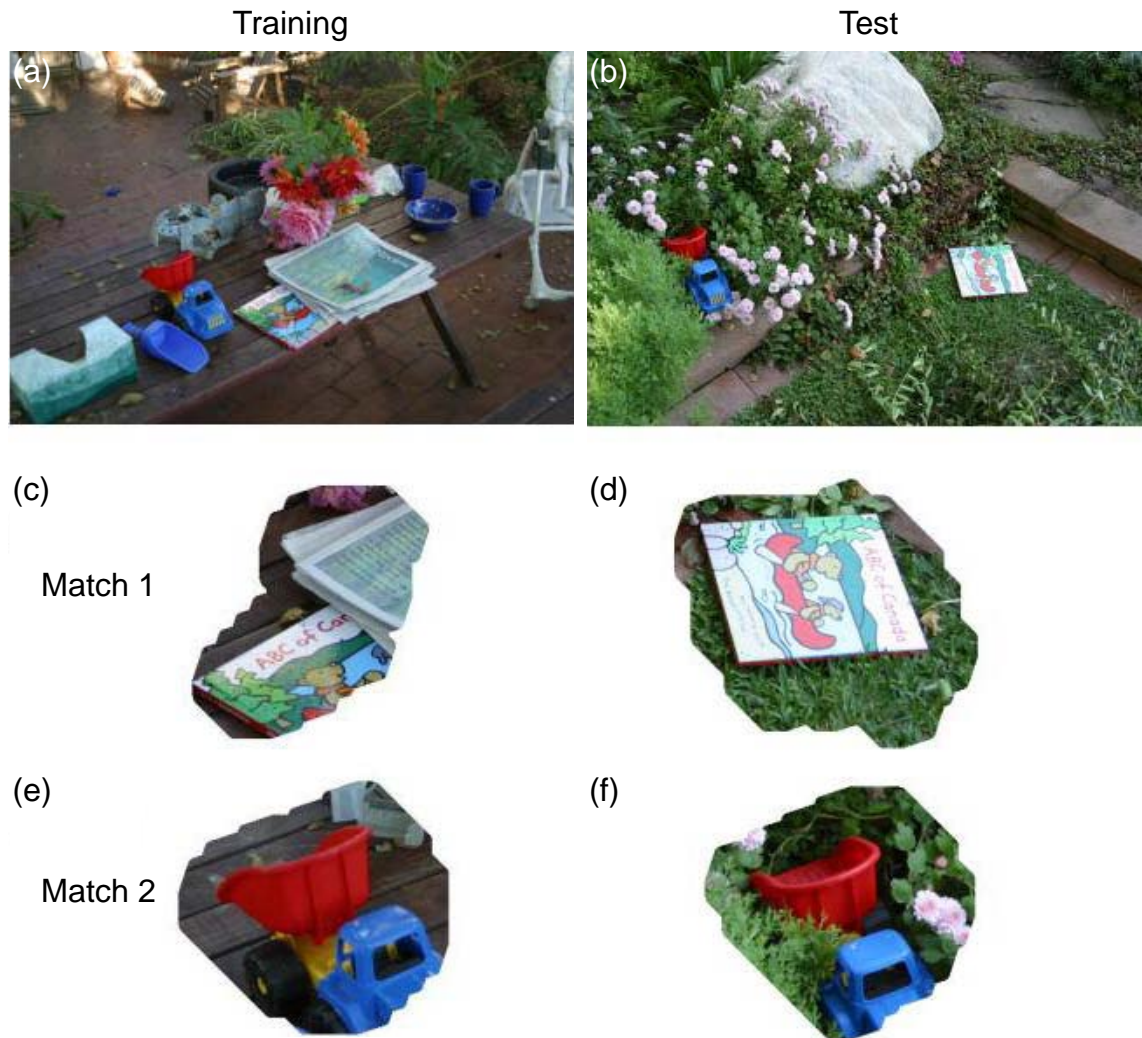 Training
Test
(a)
(b)
(c)
(d)
Match 1
ABC of Can
ABC of Canada
(e)
(f)
Match 2